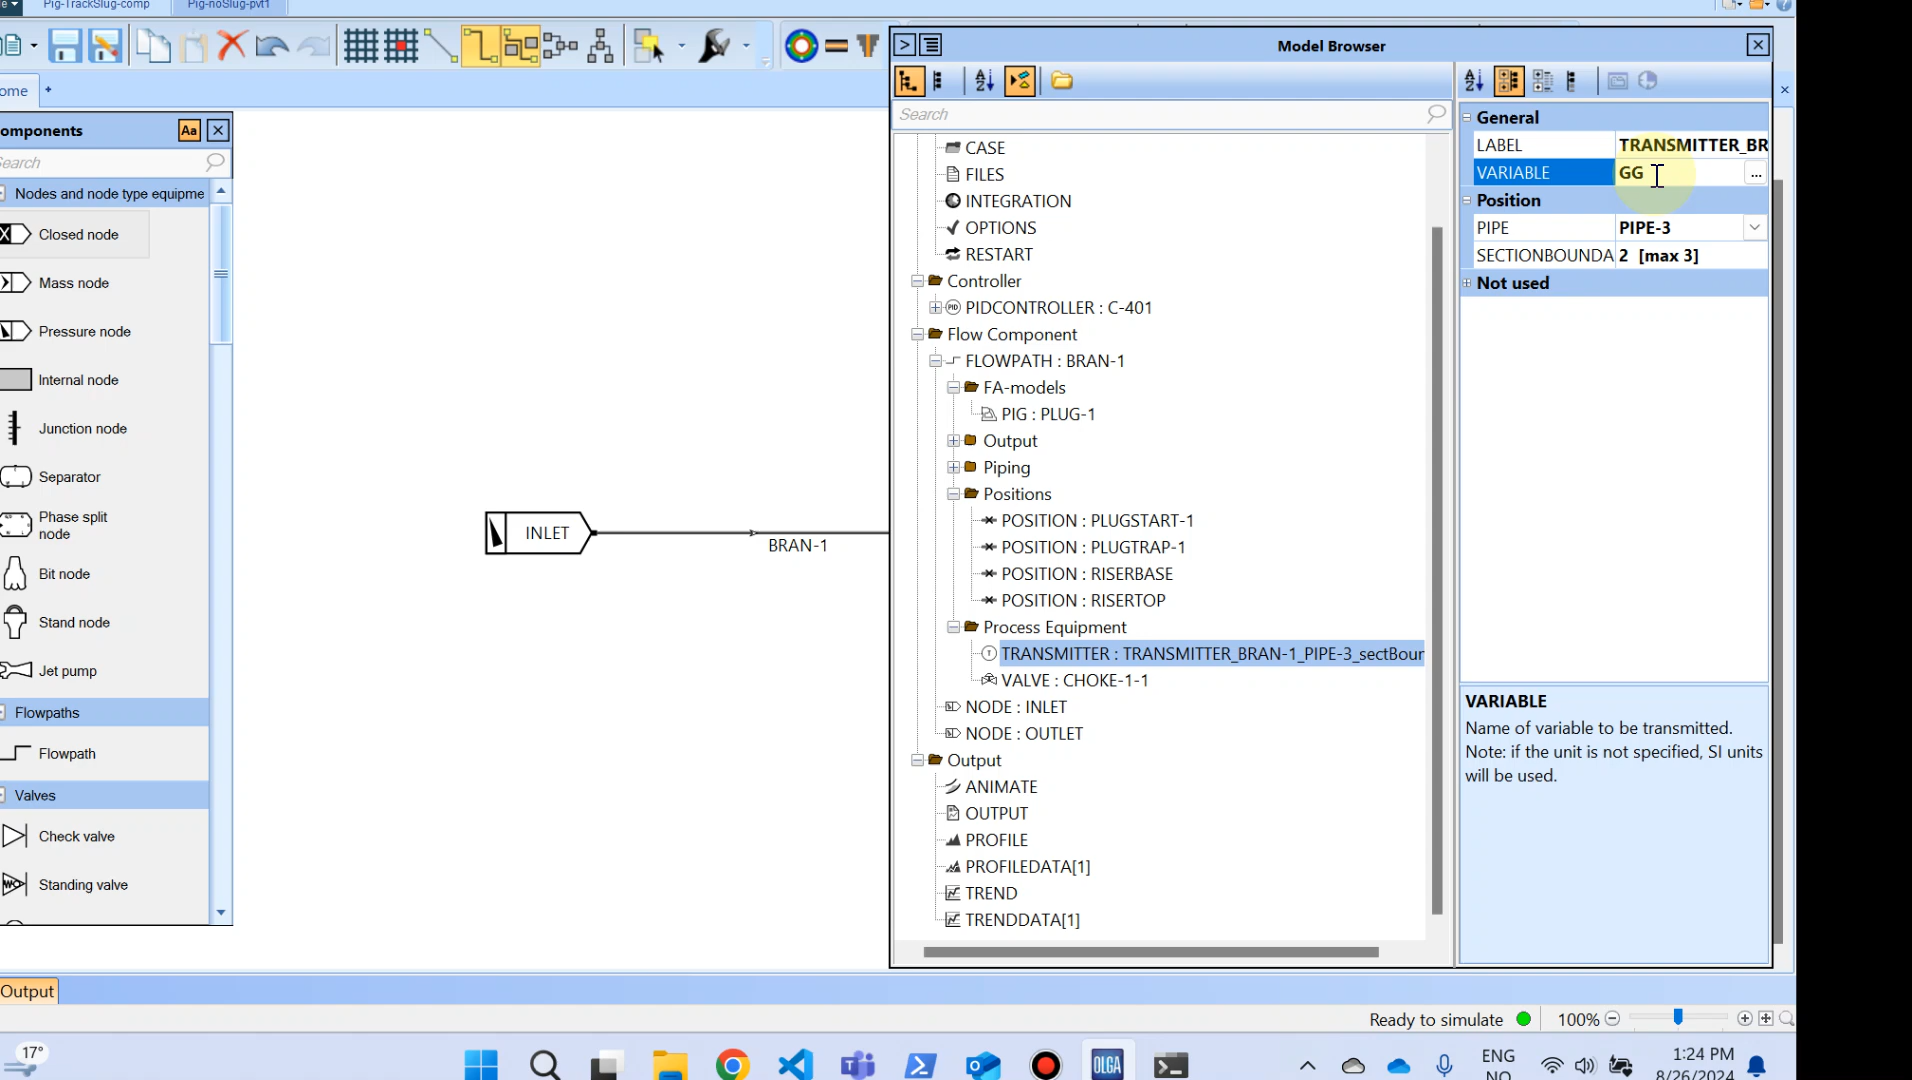 Pig-TrackSlug-comp
Pig-noSlug-pvt1
ome +
omponents
Aa
earch
Nodes and node type equipme
Closed node
Mass node
Pressure node
Internal node
Junction node
Separator
Phase split
node
Bit node
Stand node
Jet pump
Flowpaths
Flowpath
Valves
Check valve
Standing valve
INLET
BRAN-1
Model Browser
Search
CASE
FILES
INTEGRATION
OPTIONS
RESTART
Controller
PIDCONTROLLER : C-401
Flow Component
FLOWPATH : BRAN-1
FA-models
PIG : PLUG-1
Output
Piping
Positions
POSITION : PLUGSTART-1
POSITION : PLUGTRAP-1
POSITION : RISERBASE
POSITION : RISERTOP
Process Equipment
TRANSMITTER : TRANSMITTER_BRAN-1_PIPE-3_sectBour
VALVE : CHOKE-1-1
NODE : INLET
NODE : OUTLET
Output
ANIMATE
OUTPUT
PROFILE
PROFILEDATA[1]
TREND
TRENDDATA[1]
General
LABEL TRANSMITTER_BR
VARIABLE GG ...
Position
PIPE PIPE-3
SECTIONBOUNDA 2 [max 3]
Not used
VARIABLE
Name of variable to be transmitted.
Note: if the unit is not specified, SI units
will be used.
Output
Ready to simulate 100%
17°
OLGA
ENG
NO
1:24 PM
8/26/2024